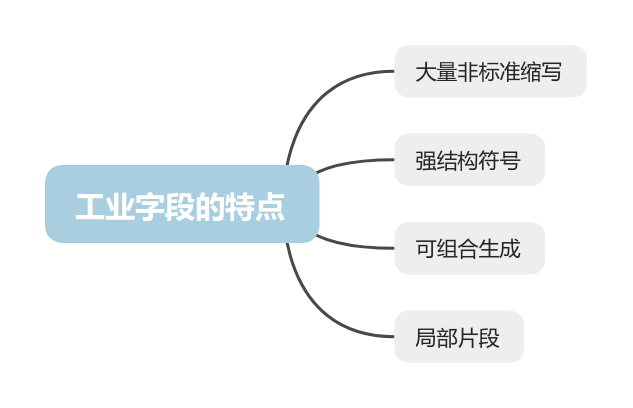 工业字段的特点
大量非标准缩写
强结构符号
可组合生成
局部片段